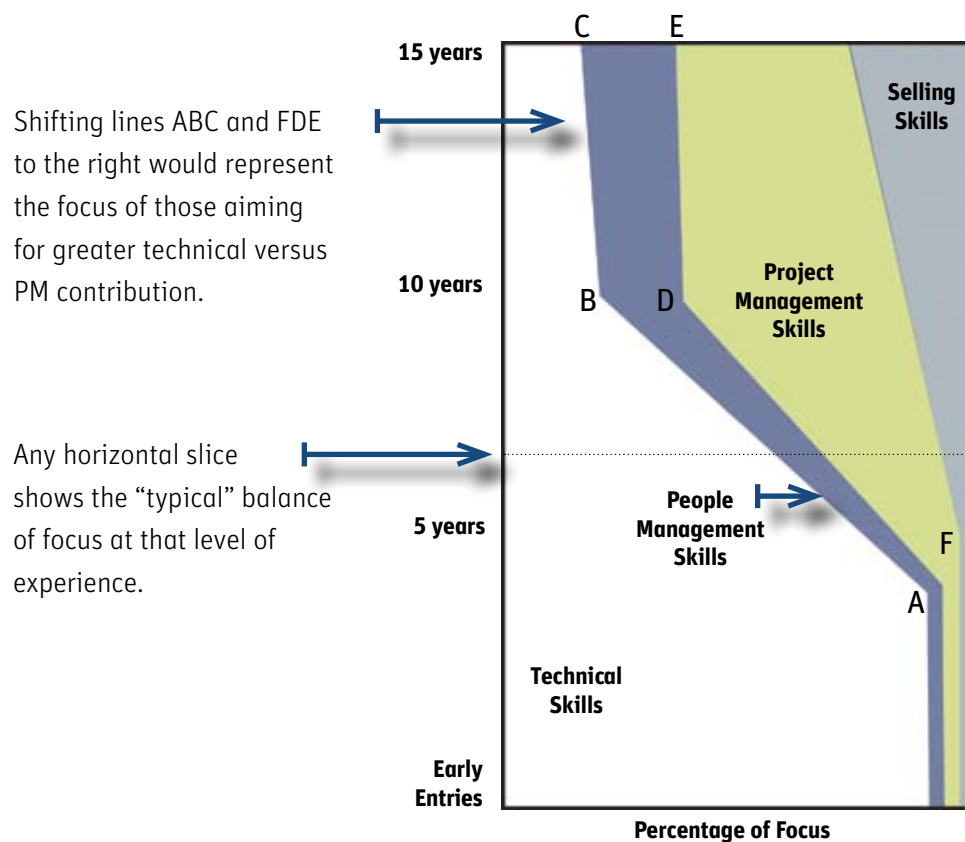 C
E
15 years
Selling
Skills
Shifting lines ABC and FDE
to the right would represent
the focus of those aiming
for greater technical versus
PM contribution.
Project
Management
Skills
10 years
B
D
Any horizontal slice
shows the “typical” balance
of focus at that level of
experience.
People
Management
Skills
5 years
F
A
Technical
Skills
Early
Entries
Percentage of Focus